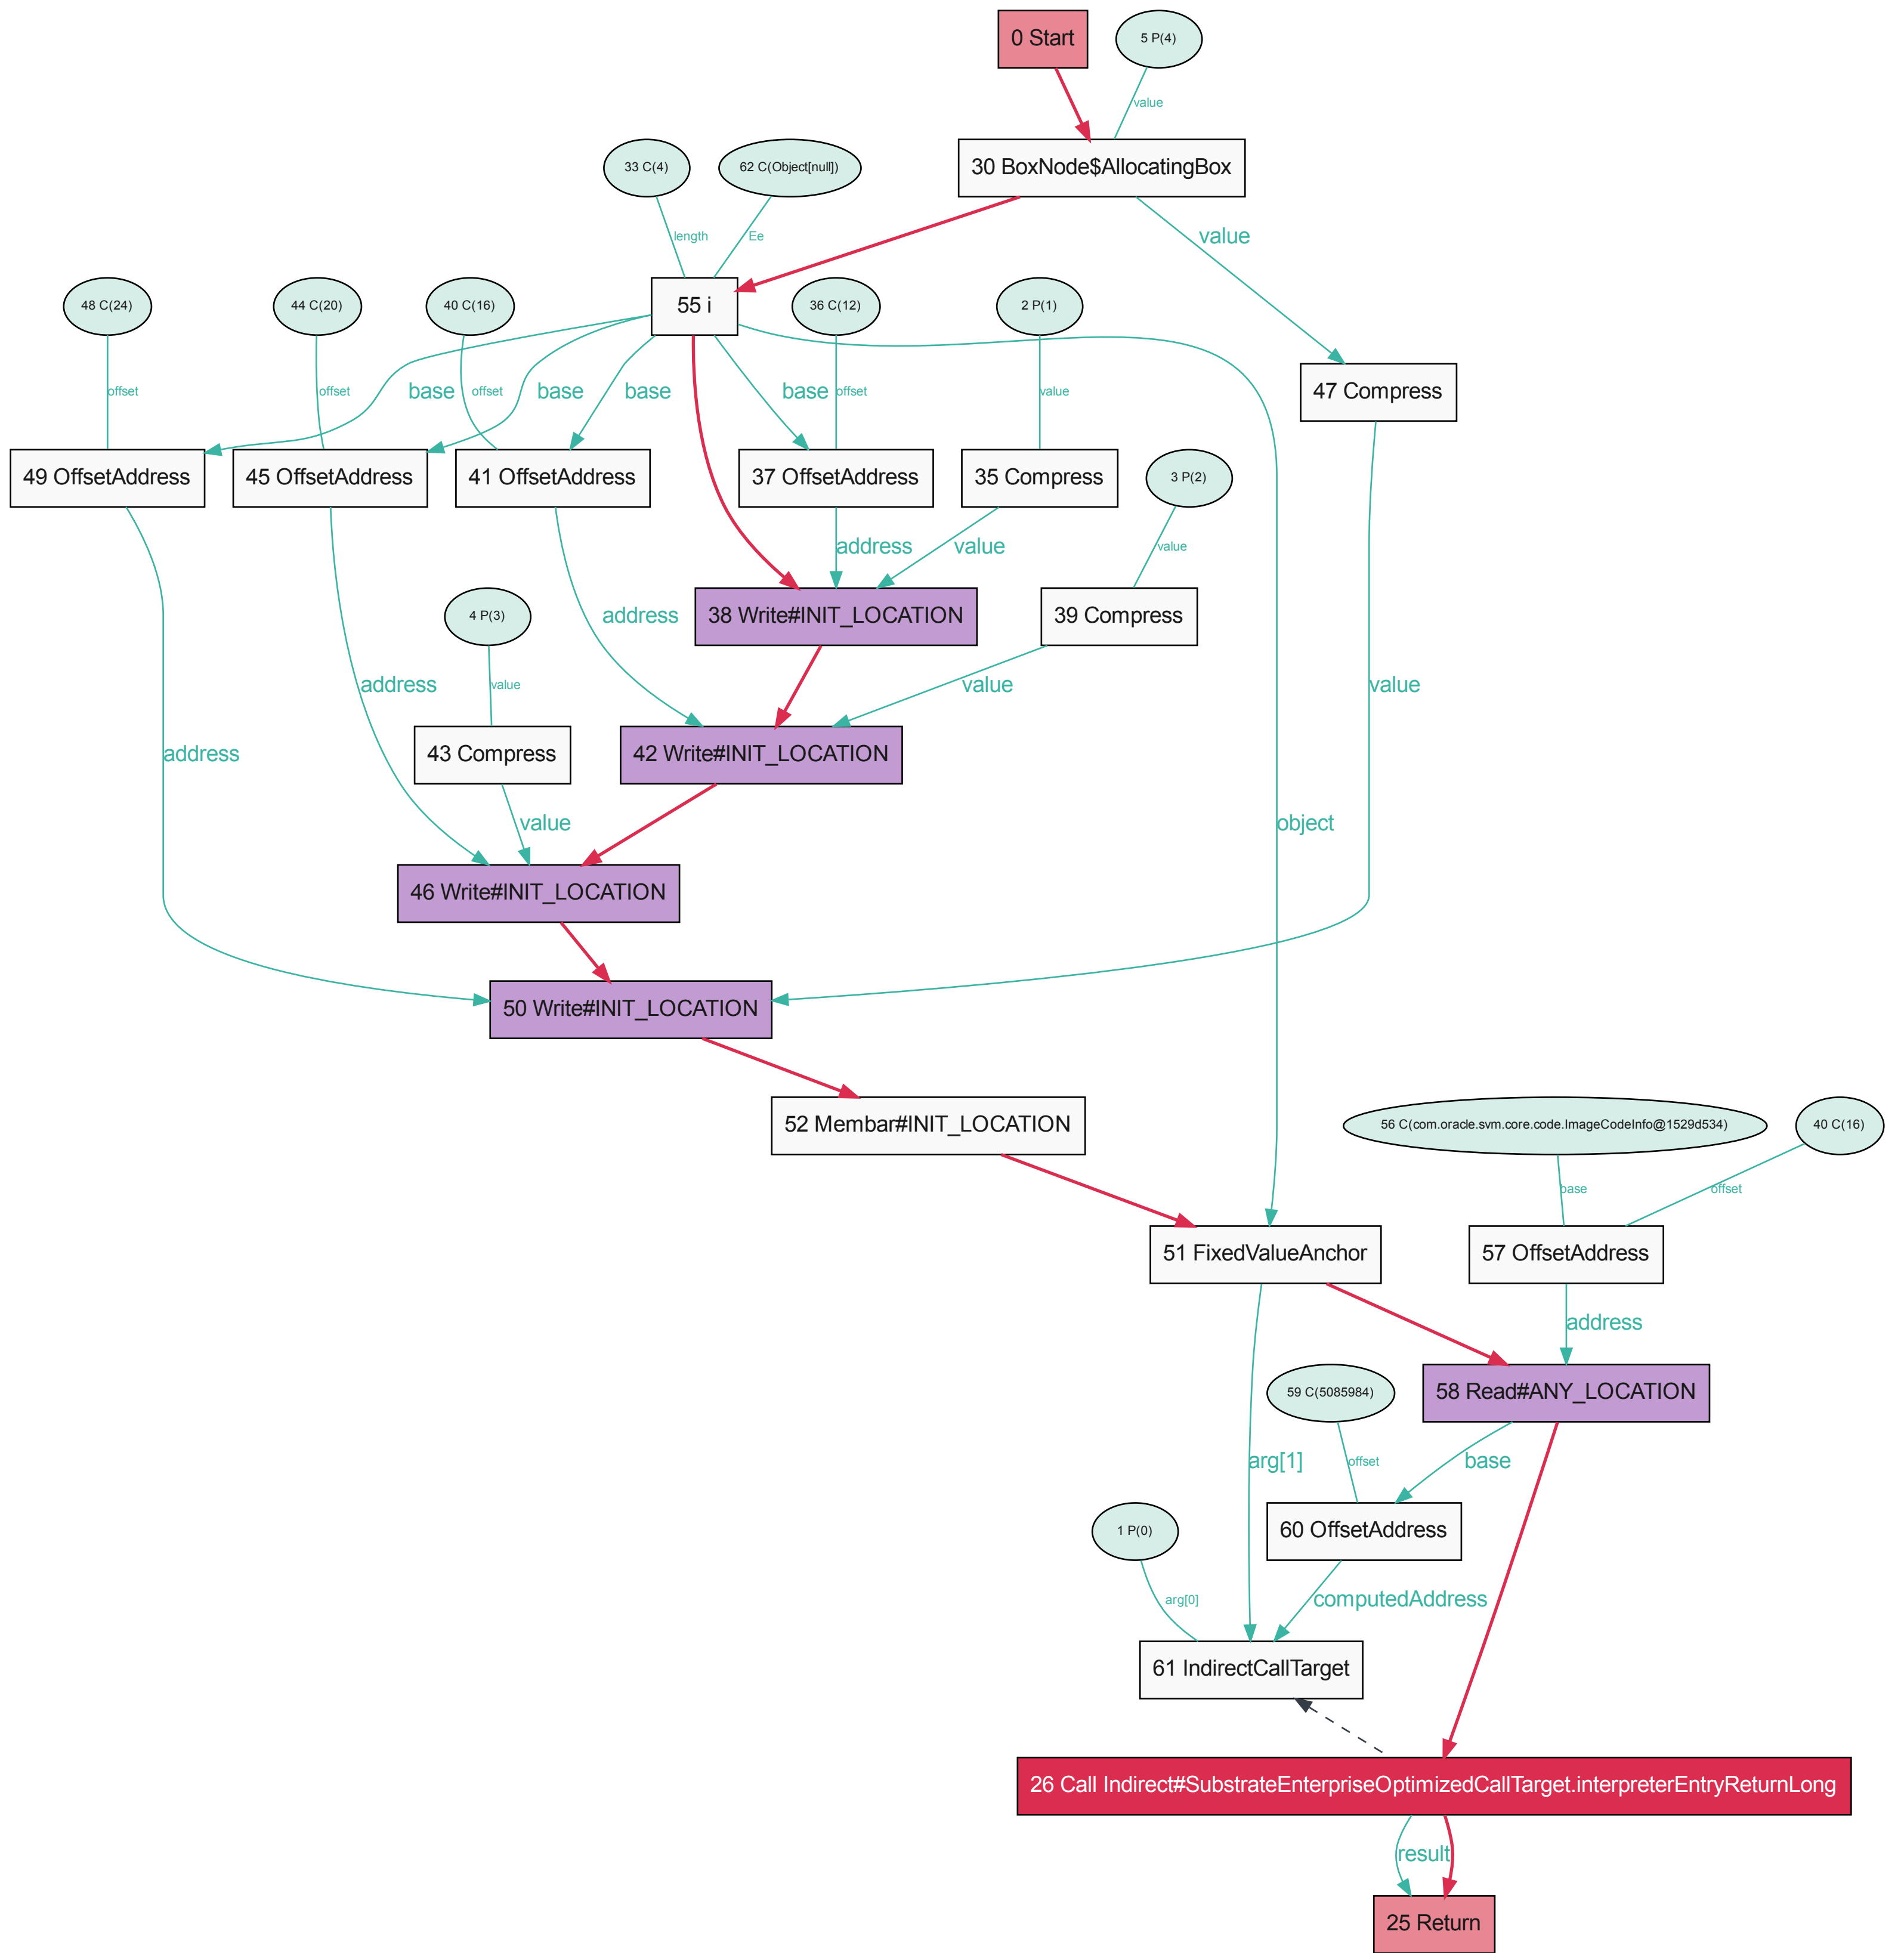 0 Start
5 P(4)
value
33 C(4)
62 C(Object[null])
30 BoxNode$AllocatingBox
length
Ee
value
48 C(24)
44 C(20)
40 C(16)
55 i
36 C(12)
2 P(1)
offset
base
offset
base
offset
base
base
offset
value
47 Compress
49 OffsetAddress
45 OffsetAddress
41 OffsetAddress
37 OffsetAddress
35 Compress
3 P(2)
address
value
value
4 P(3)
address
38 Write#INIT_LOCATION
39 Compress
address
value
value
value
address
43 Compress
42 Write#INIT_LOCATION
value
object
46 Write#INIT_LOCATION
50 Write#INIT_LOCATION
52 Membar#INIT_LOCATION
56 C(com.oracle.svm.core.code.ImageCodeInfo@1529d534)
40 C(16)
base
offset
51 FixedValueAnchor
57 OffsetAddress
address
59 C(5085984)
58 Read#ANY_LOCATION
arg[1]
offset
base
1 P(0)
60 OffsetAddress
arg[0]
computedAddress
61 IndirectCallTarget
26 Call Indirect#SubstrateEnterpriseOptimizedCallTarget.interpreterEntryReturnLong
result
25 Return